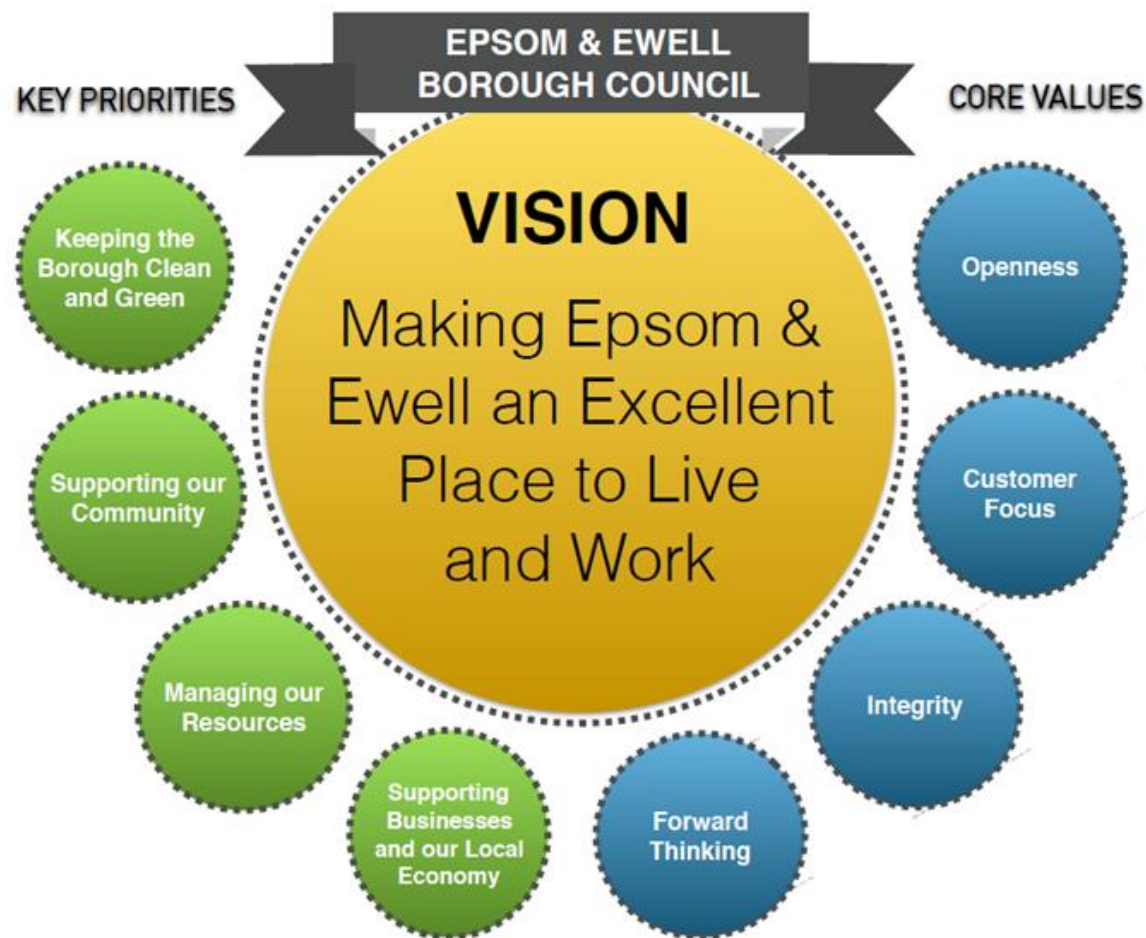 EPSOM & EWELL
BOROUGH COUNCIL
KEY PRIORITIES
CORE VALUES
VISION
Making Epsom &
Ewell an Excellent
Place to Live
and Work
Keeping the
Borough Clean
and Green
Supporting our
Community
Managing our
Resources
Supporting
Businesses
and our Local
Economy
Openness
Customer
Focus
Integrity
Forward
Thinking